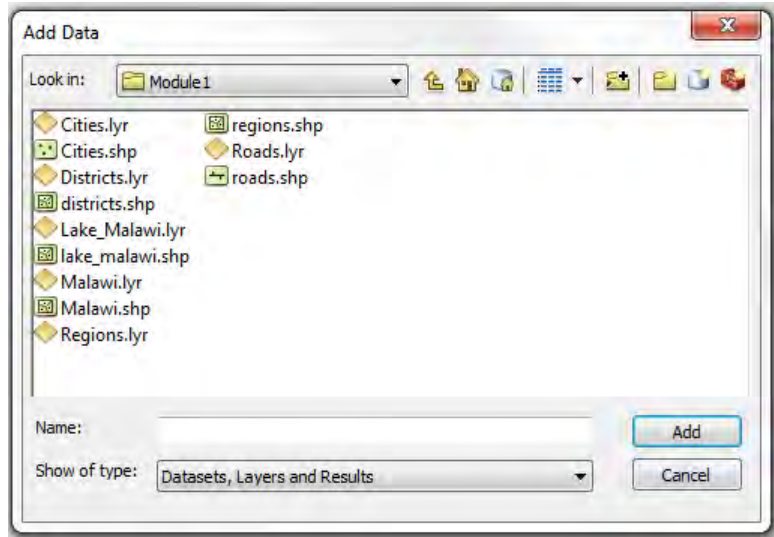 Add Data
Look in: Module1
Cities.lyr
Cities.shp
Districts.lyr
districts.shp
Lake_Malawi.lyr
lake_malawi.shp
Malawi.lyr
Malawi.shp
Regions.lyr
regions.shp
Roads.lyr
roads.shp
Name:
Add
Show of type: Datasets, Layers and Results
Cancel